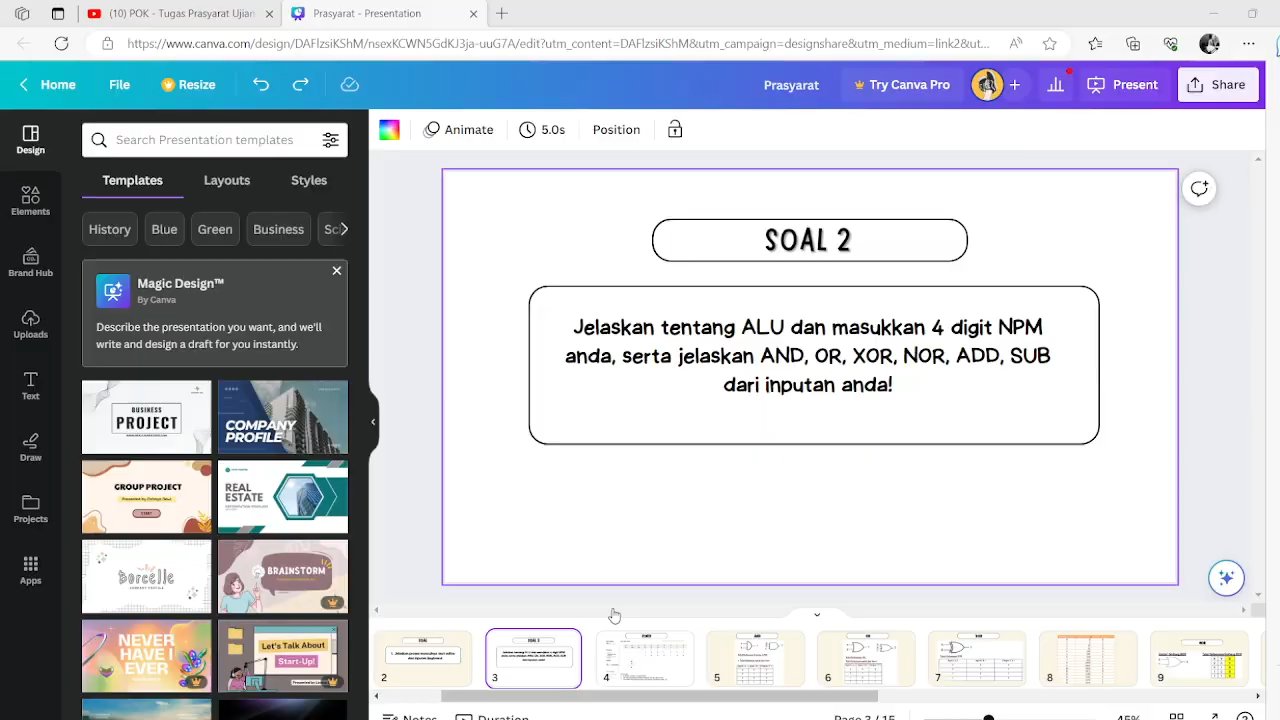 (10) POK - Tugas Prasyarat Ujian
Prasyarat - Presentation
https://www.canva.com/design/DAFlzsiKShM/nsexKCWN5GdKJ3ja-uuG7A/edit?utm_content=DAFlzsiKShM&utm_campaign=designshare&utm_medium=link2&ut...
Home
File
Resize
Prasyarat
Try Canva Pro
Present
Share
Design
Elements
Brand Hub
Uploads
Text
Draw
Projects
Apps
Search Presentation templates
Templates
Layouts
Styles
History
Blue
Green
Business
Magic Design™
By Canva
Describe the presentation you want, and we'll
write and design a draft for you instantly.
BUSINESS
PROJECT
COMPANY
PROFILE
GROUP PROJECT
START
REAL
ESTATE
Borcelle
BRAINSTORM
NEVER
HAVE I
EVER
Let's Talk About
Start-Up!
Animate
5.0s
Position
SOAL 2
Jelaskan tentang ALU dan masukkan 4 digit NPM
anda, serta jelaskan AND, OR, XOR, NOR, ADD, SUB
dari inputan anda!
2
3
4
5
6
7
8
9
Notes
Duration
Page 3 / 15
45%